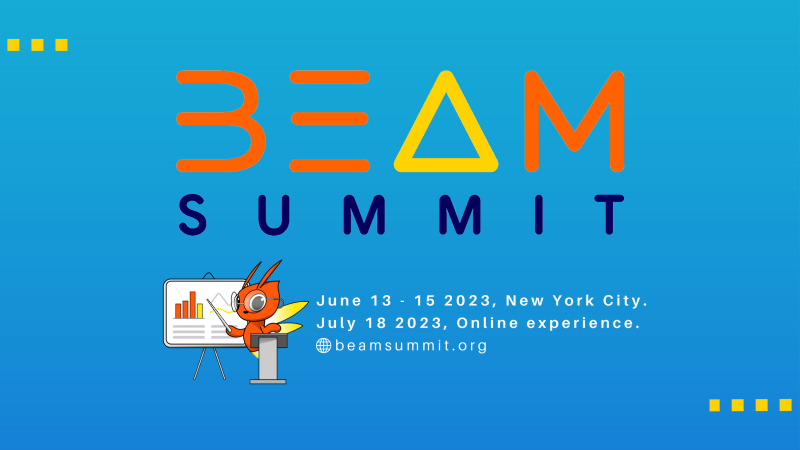 BEAM
SUMMIT
June 13 - 15 2023, New York City.
July 18 2023, Online experience.
beamsummit.org